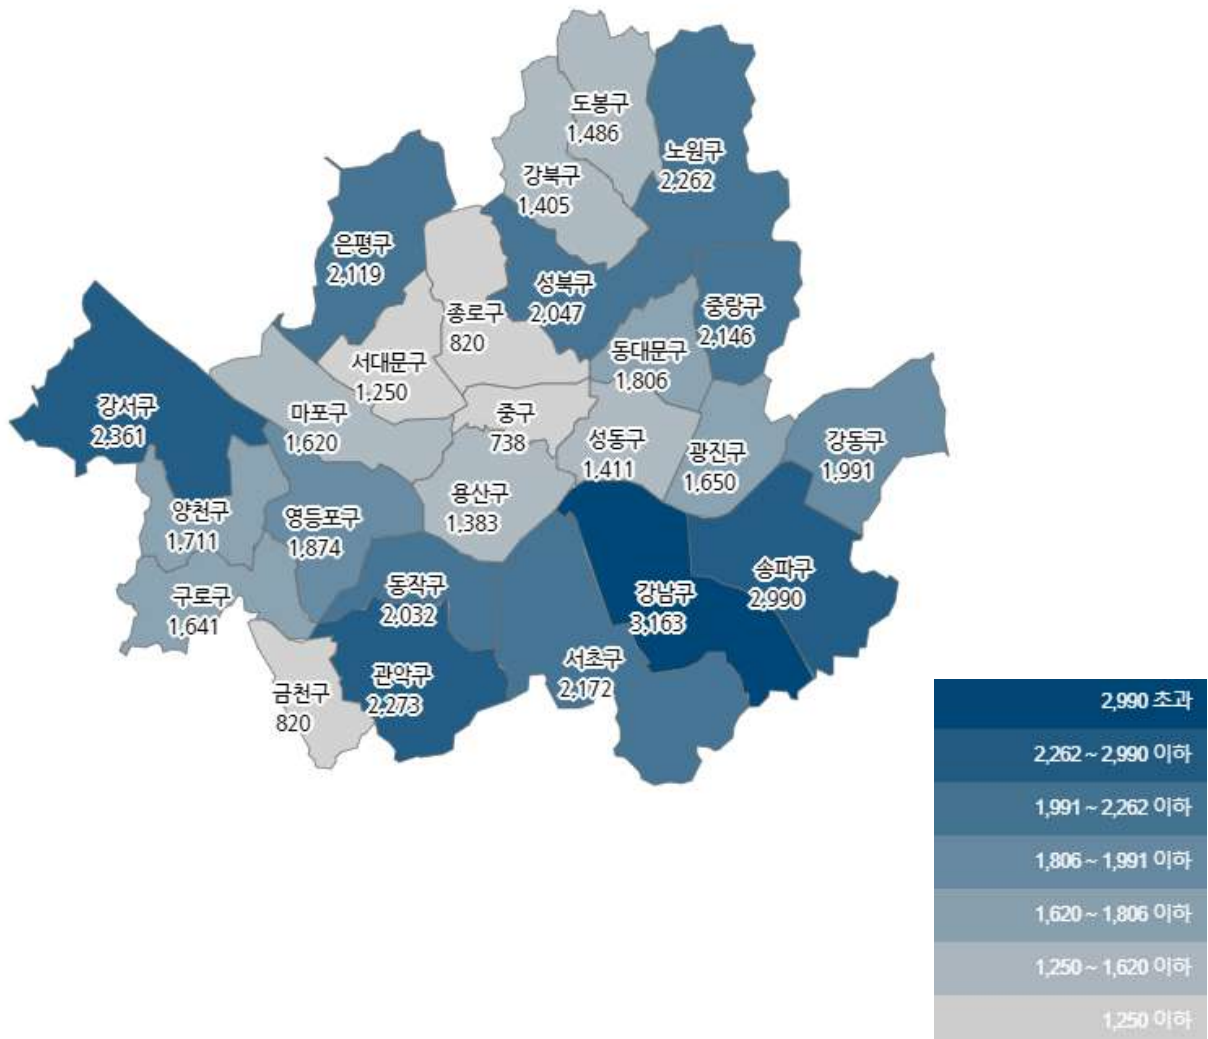 도봉구
1,486
노원구
2,262
강북구
1,405
은평구
2,119
성북구
2,047
중랑구
2,146
종로구
820
서대문구
1,250
동대문구
1,806
강서구
2,361
마포구
1,620
중구
738
성동구
1,411
광진구
1,650
강동구
1,991
양천구
1,711
영등포구
1,874
용산구
1,383
구로구
1,641
동작구
2,032
강남구
3,163
송파구
2,990
서초구
2,172
관악구
2,273
금천구
820
2,990 초과
2,262 ~ 2,990 이하
1,991 ~ 2,262 이하
1,806 ~ 1,991 이하
1,620 ~ 1,806 이하
1,250 ~ 1,620 이하
1,250 이하